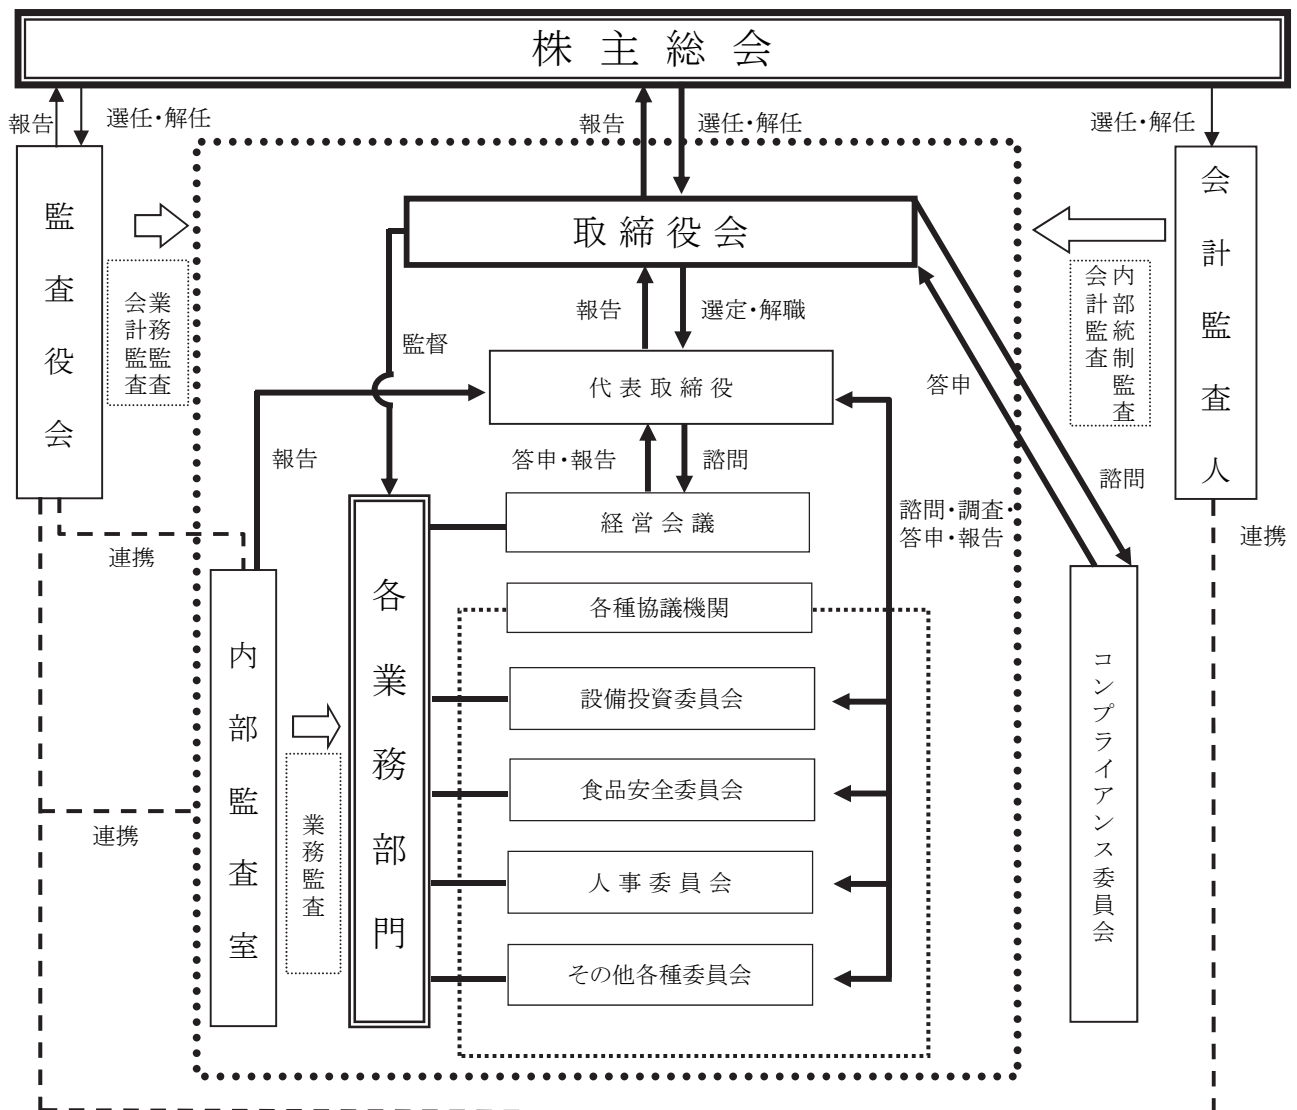 株主総会
報告
選任・解任
報告
選任・解任
選任・解任
監査役会
業務監査
会計監査
取締役会
会計監査人
内部統制監査
会計監査
報告
選定・解職
監督
代表取締役
答申
報告
答申・報告
諮問
諮問
経営会議
諮問・調査・
答申・報告
連携
連携
各業務部門
各種協議機関
内部監査室
コンプライアンス委員会
設備投資委員会
食品安全委員会
連携
業務監査
人事委員会
その他各種委員会